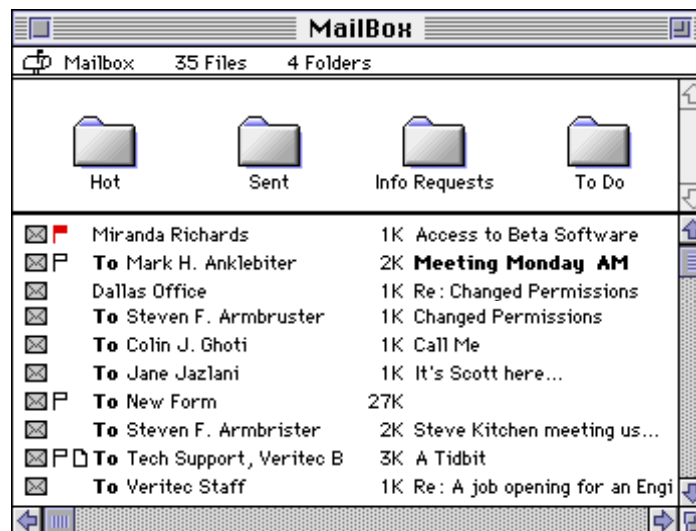 MailBox
Mailbox 35 Files 4 Folders
Hot Sent Info Requests To Do
Miranda Richards 1K Access to Beta Software
To Mark H. Anklebiter 2K Meeting Monday AM
Dallas Office 1K Re: Changed Permissions
To Steven F. Armbruster 1K Changed Permissions
To Colin J. Ghoti 1K Call Me
To Jane Jazlani 1K It's Scott here...
To New Form 27K
To Steven F. Armbrister 2K Steve Kitchen meeting us...
To Tech Support, Veritec B 3K A Tidbit
To Veritec Staff 1K Re: A job opening for an Engi